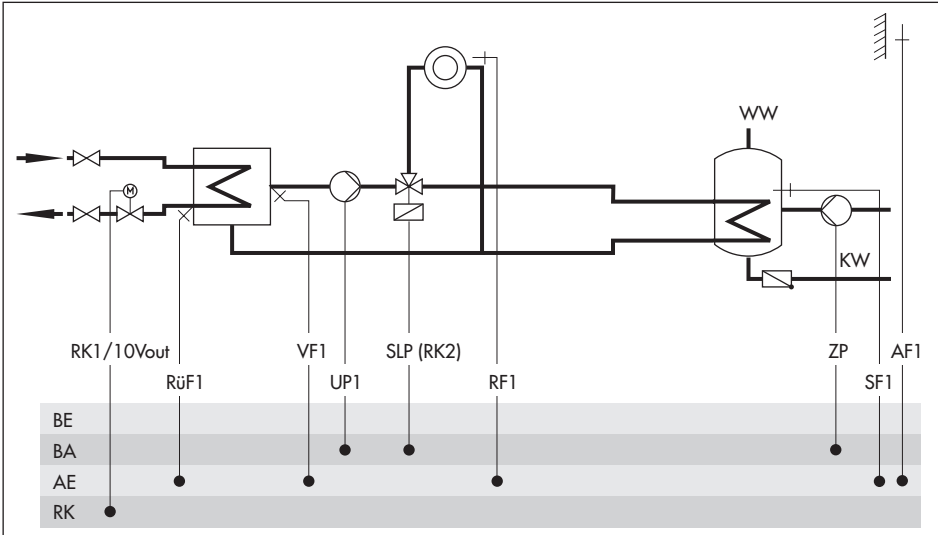 WW
M
KW
RK1/10Vout
VF1
SLP (RK2)
ZP
AF1
RüF1
UP1
RF1
SF1
BE
BA
AE
RK